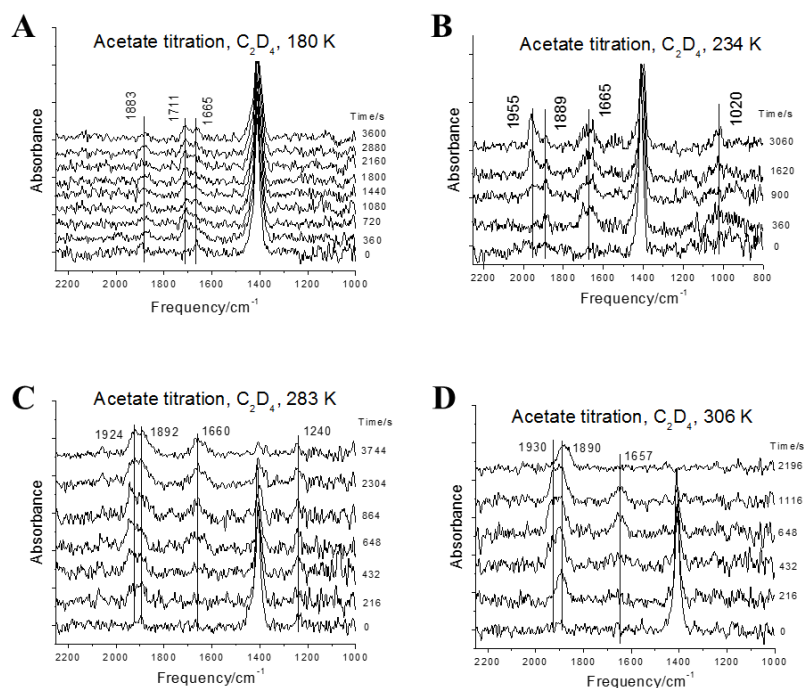 A
Acetate titration, C₂D₄, 180 K
1883
1711
1665
Time/s
3600
2880
2160
1800
1440
1080
720
360
0
Absorbance
2200 2000 1800 1600 1400 1200 1000
Frequency/cm⁻¹
B
Acetate titration, C₂D₄, 234 K
1955
1889
1665
1020
Time/s
3060
1620
900
360
0
Absorbance
2200 2000 1800 1600 1400 1200 1000 800
Frequency/cm⁻¹
C
Acetate titration, C₂D₄, 283 K
1924 1892 1660 1240
Time/s
3744
2304
864
648
432
216
0
Absorbance
2200 2000 1800 1600 1400 1200 1000
Frequency/cm⁻¹
D
Acetate titration, C₂D₄, 306 K
1930 1890 1657
Time/s
2196
1116
648
432
216
0
Absorbance
2200 2000 1800 1600 1400 1200 1000
Frequency/cm⁻¹